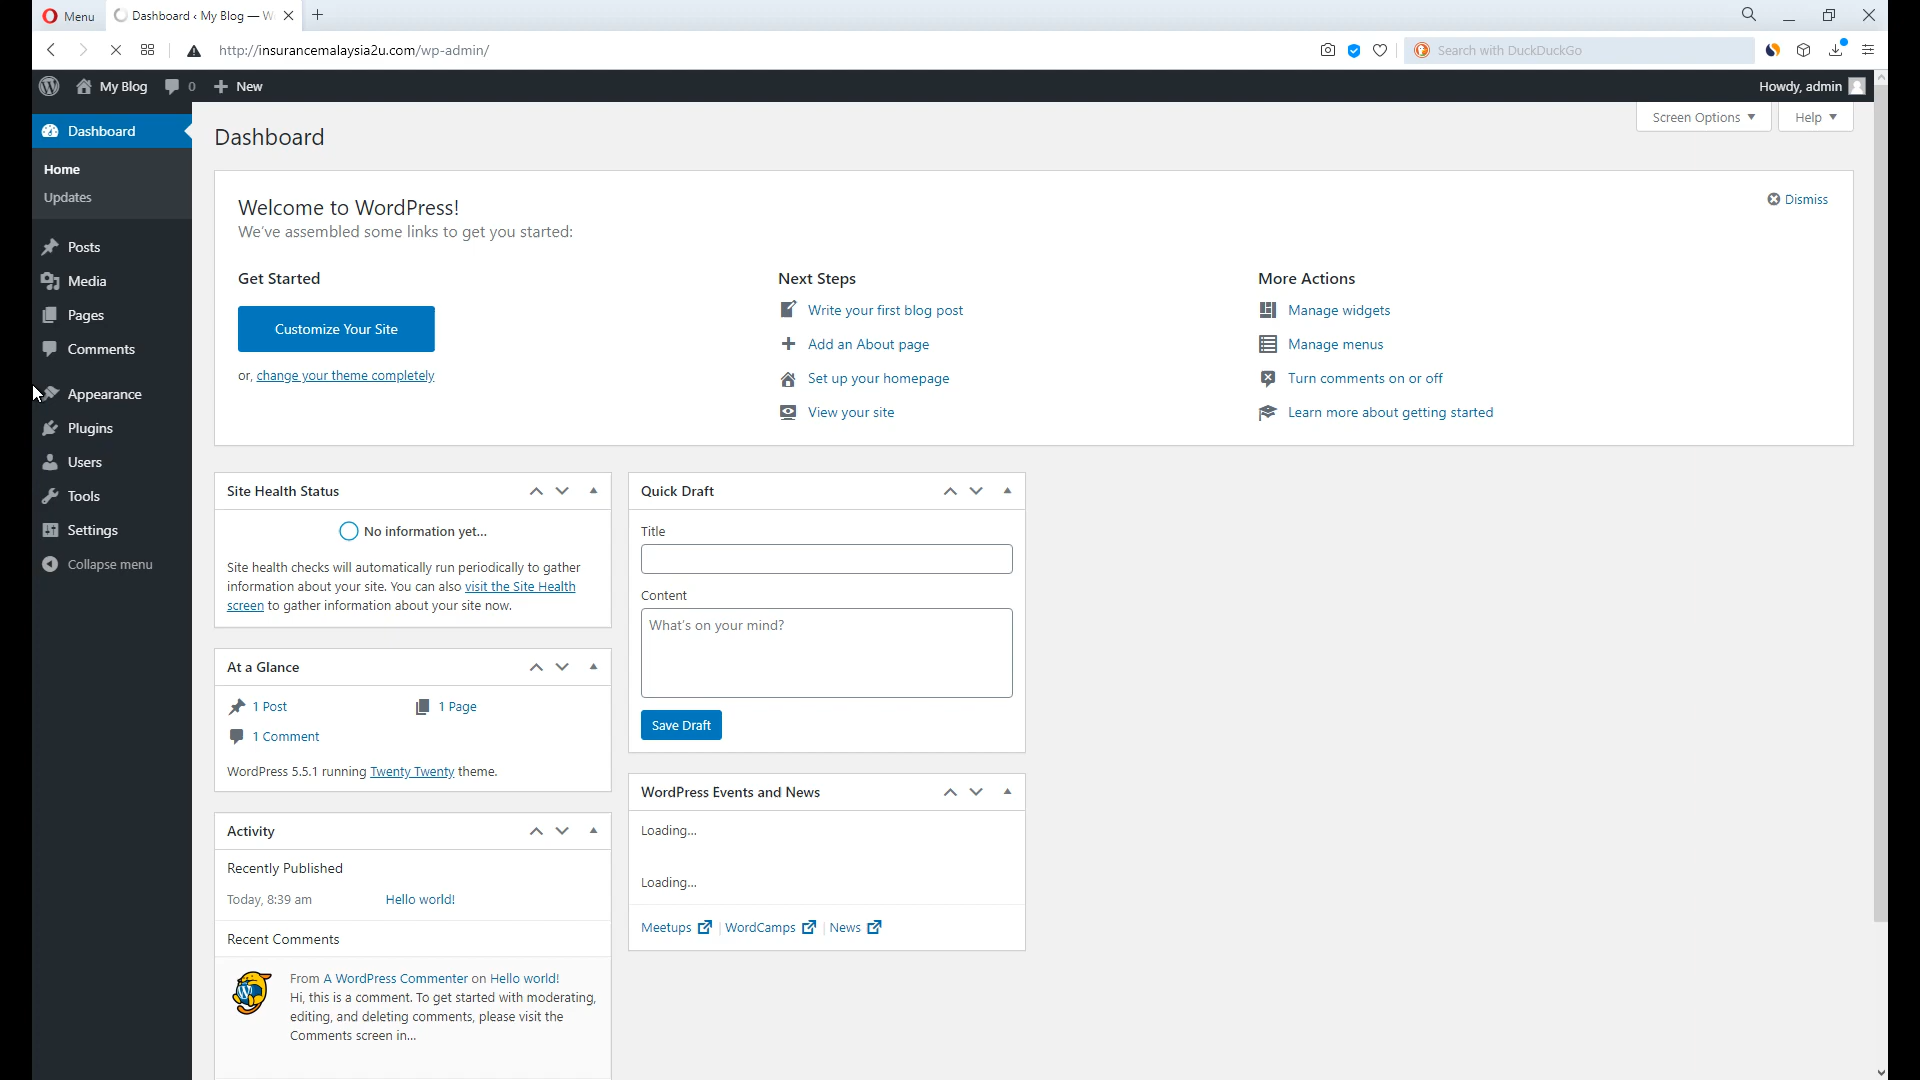 Menu
Dashboard ‹ My Blog — W
http://insurancemalaysia2u.com/wp-admin/
Search with DuckDuckGo
My Blog
0
New
Howdy, admin
Dashboard
Home
Updates
Posts
Media
Pages
Comments
Appearance
Plugins
Users
Tools
Settings
Collapse menu
Dashboard
Screen Options
Help
Welcome to WordPress!
We've assembled some links to get you started:
Dismiss
Get Started
Customize Your Site
or, change your theme completely
Next Steps
Write your first blog post
Add an About page
Set up your homepage
View your site
More Actions
Manage widgets
Manage menus
Turn comments on or off
Learn more about getting started
Site Health Status
No information yet...
Site health checks will automatically run periodically to gather
information about your site. You can also visit the Site Health
screen to gather information about your site now.
At a Glance
1 Post
1 Page
1 Comment
WordPress 5.5.1 running Twenty Twenty theme.
Activity
Recently Published
Today, 8:39 am
Hello world!
Recent Comments
From A WordPress Commenter on Hello world!
Hi, this is a comment. To get started with moderating,
editing, and deleting comments, please visit the
Comments screen in...
Quick Draft
Title
Content
What's on your mind?
Save Draft
WordPress Events and News
Loading...
Loading...
Meetups | WordCamps | News